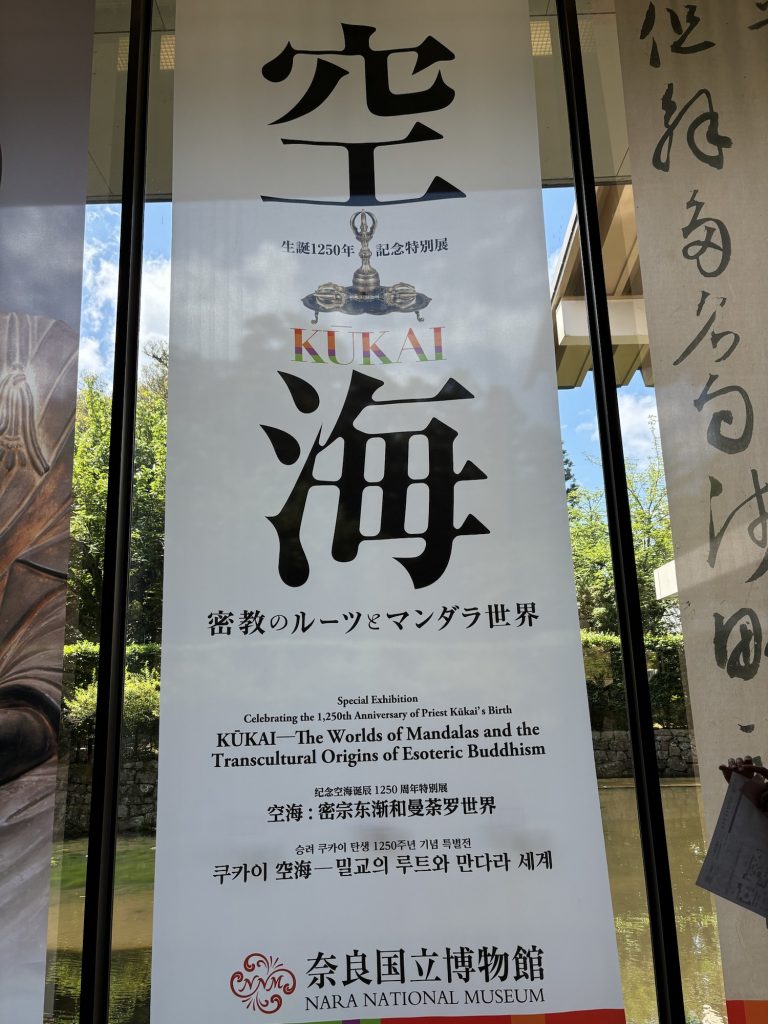 空
生誕1250年 記念特別展
KŪKAI
海
密教のルーツとマンダラ世界
Special Exhibition
Celebrating the 1,250th Anniversary of Priest Kūkai's Birth
KŪKAI—The Worlds of Mandalas and the
Transcultural Origins of Esoteric Buddhism
纪念空海诞辰 1250 周年特别展
空海：密宗东渐和曼荼罗世界
승려 쿠카이 탄생 1250주년 기념 특별전
쿠카이 空海—밀교의 루트와 만다라 세계
NNM
奈良国立博物館
NARA NATIONAL MUSEUM